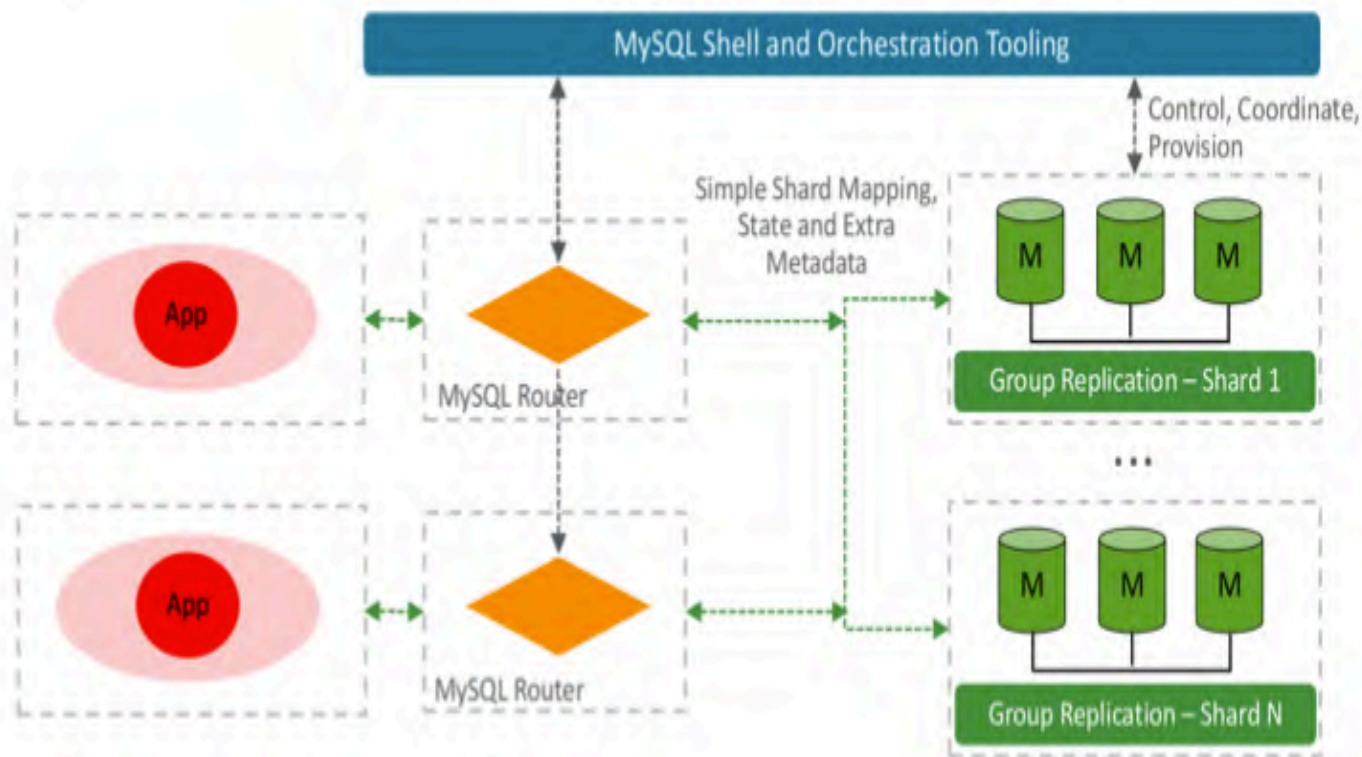 MySQL Shell and Orchestration Tooling
Control, Coordinate,
Provision
Simple Shard Mapping,
State and Extra
Metadata
App
MySQL Router
M M M
Group Replication – Shard 1
...
App
MySQL Router
M M M
Group Replication – Shard N